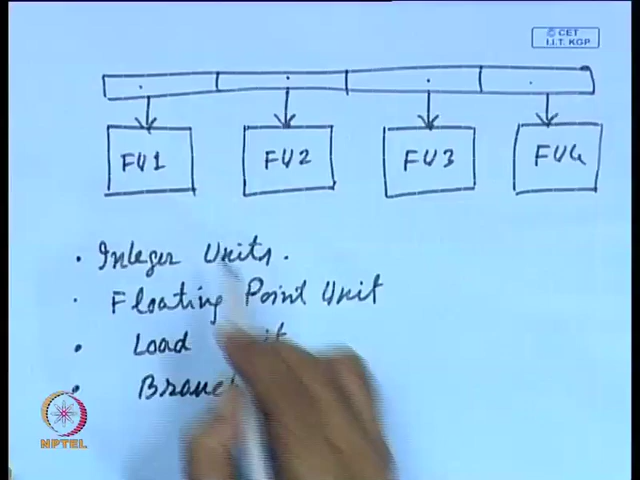 © CET
I.I.T. KGP
FU1 FU2 FU3 FU4
· Integer Units.
· Floating Point Unit
· Load
·
NPTEL